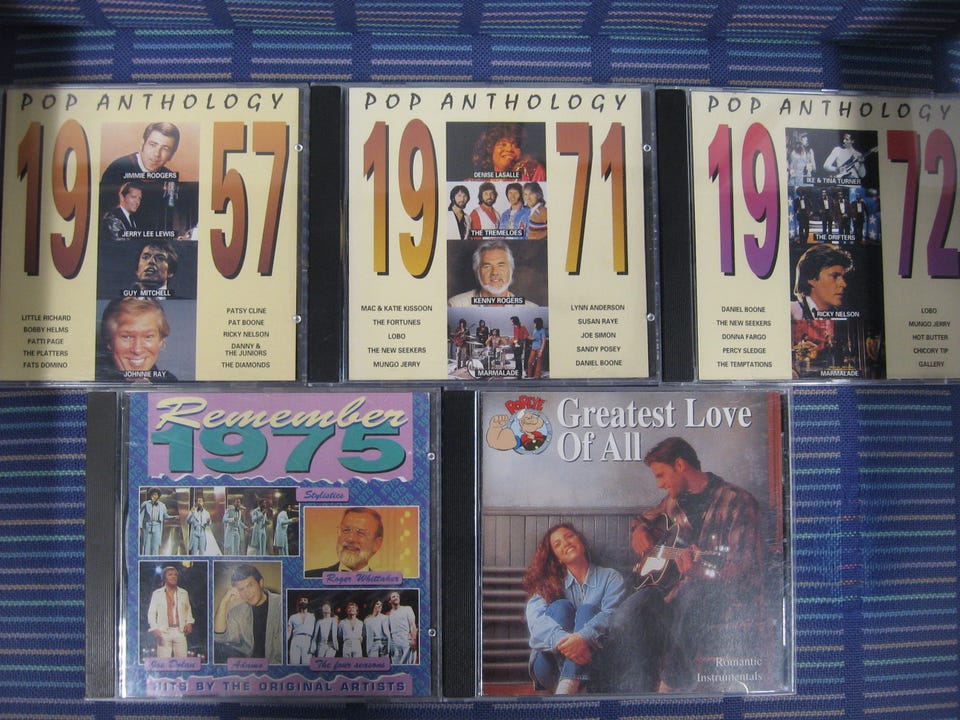 POP ANTHOLOGY
19 57
JIMMIE RODGERS
JERRY LEE LEWIS
GUY MITCHELL
JOHNNIE RAY
LITTLE RICHARD
BOBBY HELMS
PATTI PAGE
THE PLATTERS
FATS DOMINO
PATSY CLINE
PAT BOONE
RICKY NELSON
DANNY &
THE JUNIORS
THE DIAMONDS
POP ANTHOLOGY
19 71
DENISE LASALLE
THE TREMELOES
KENNY ROGERS
MARMALADE
MAC & KATIE KISSOON
THE FORTUNES
LOBO
THE NEW SEEKERS
MUNGO JERRY
LYNN ANDERSON
SUSAN RAYE
JOE SIMON
SANDY POSEY
DANIEL BOONE
POP ANTHOLOGY
19 72
IKE & TINA TURNER
THE DRIFTERS
RICKY NELSON
MARMALADE
DANIEL BOONE
THE NEW SEEKERS
DONNA FARGO
PERCY SLEDGE
THE TEMPTATIONS
LOBO
MUNGO JERRY
HOT BUTTER
CHICORY TIP
GALLERY
Remember
1975
Stylistics
Roger Whittaker
Joe Dolan
Adamo
The four seasons
HITS BY THE ORIGINAL ARTISTS
POPEYE
Greatest Love
Of All
Romantic
Instrumentals